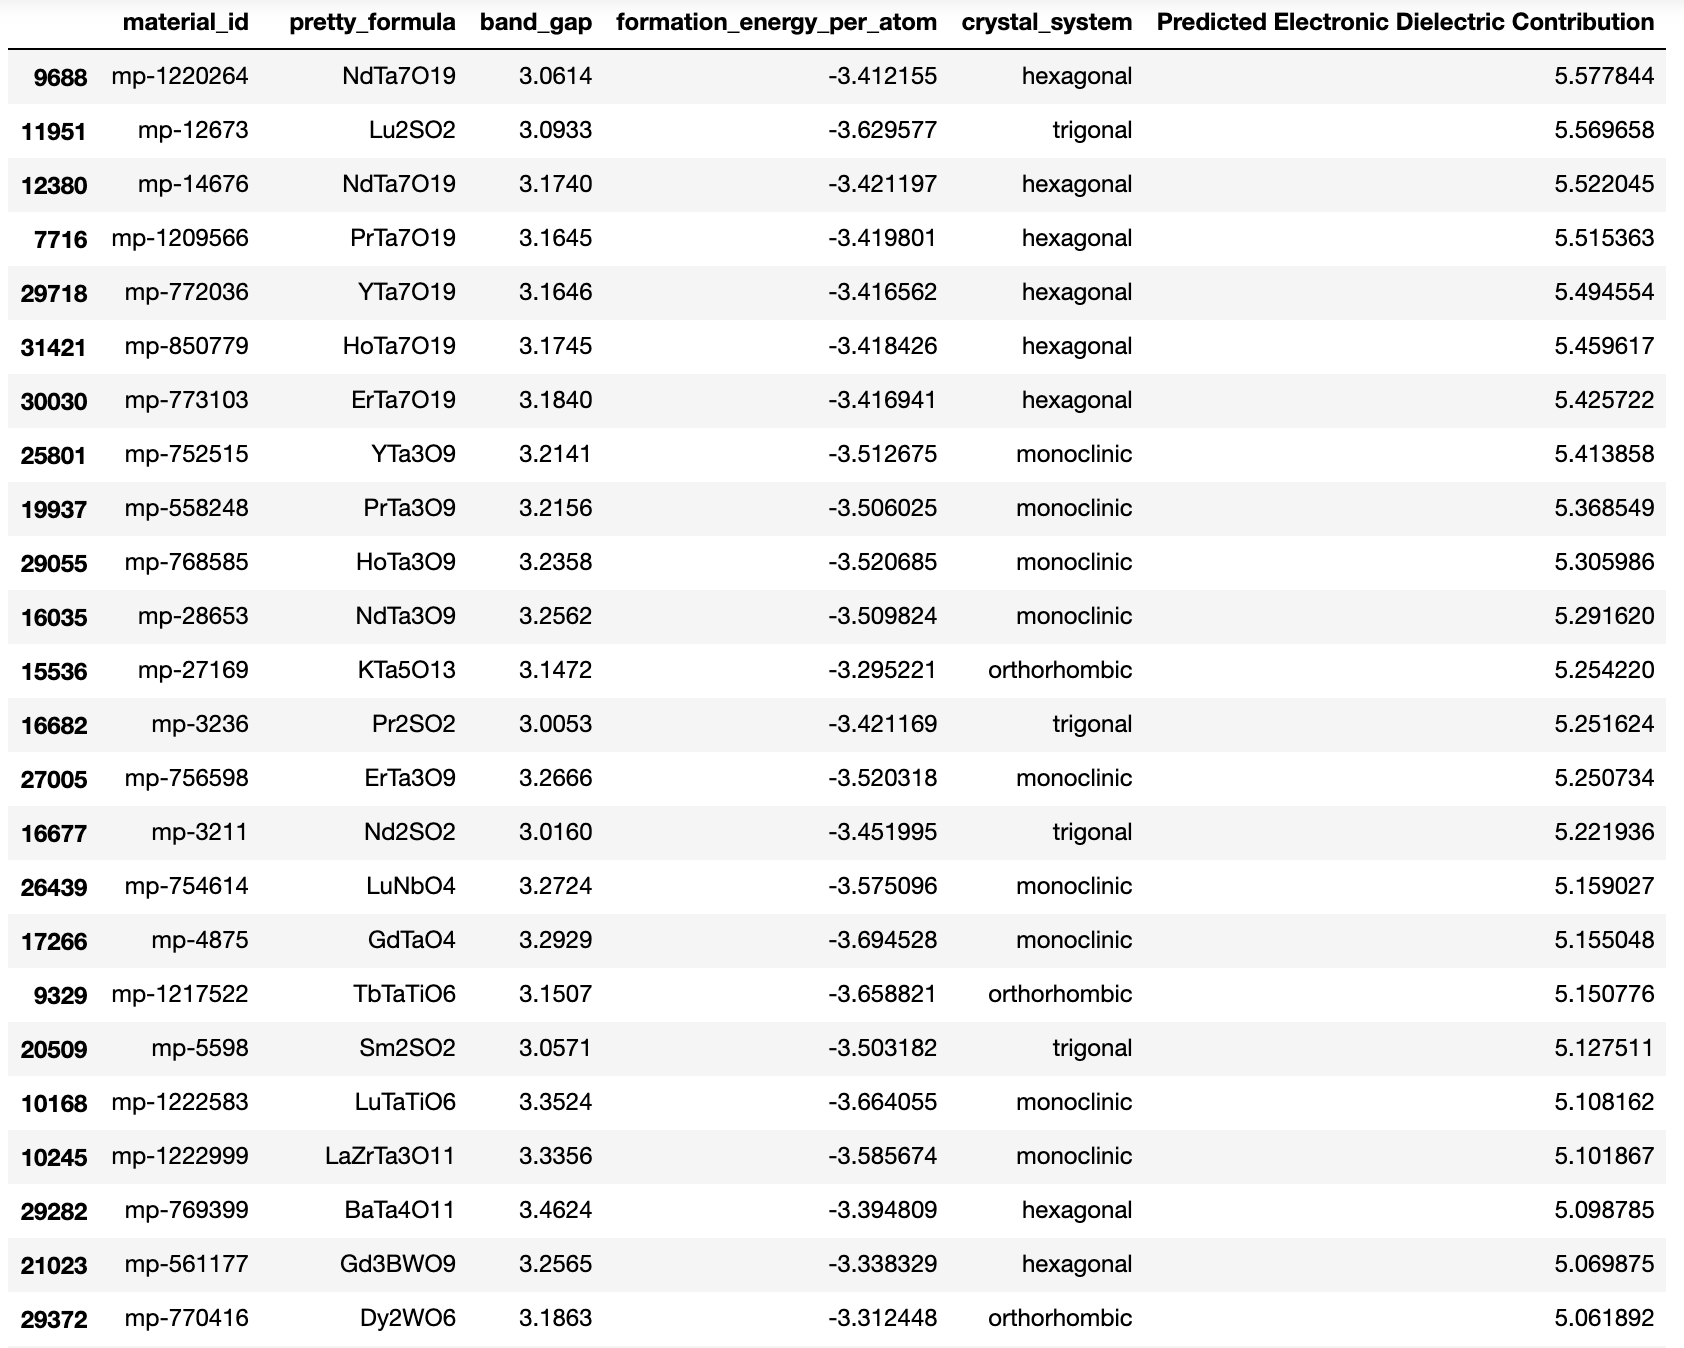 material_id pretty_formula band_gap formation_energy_per_atom crystal_system Predicted Electronic Dielectric Contribution
9688 mp-1220264 NdTa7O19 3.0614 -3.412155 hexagonal 5.577844
11951 mp-12673 Lu2SO2 3.0933 -3.629577 trigonal 5.569658
12380 mp-14676 NdTa7O19 3.1740 -3.421197 hexagonal 5.522045
7716 mp-1209566 PrTa7O19 3.1645 -3.419801 hexagonal 5.515363
29718 mp-772036 YTa7O19 3.1646 -3.416562 hexagonal 5.494554
31421 mp-850779 HoTa7O19 3.1745 -3.418426 hexagonal 5.459617
30030 mp-773103 ErTa7O19 3.1840 -3.416941 hexagonal 5.425722
25801 mp-752515 YTa3O9 3.2141 -3.512675 monoclinic 5.413858
19937 mp-558248 PrTa3O9 3.2156 -3.506025 monoclinic 5.368549
29055 mp-768585 HoTa3O9 3.2358 -3.520685 monoclinic 5.305986
16035 mp-28653 NdTa3O9 3.2562 -3.509824 monoclinic 5.291620
15536 mp-27169 KTa5O13 3.1472 -3.295221 orthorhombic 5.254220
16682 mp-3236 Pr2SO2 3.0053 -3.421169 trigonal 5.251624
27005 mp-756598 ErTa3O9 3.2666 -3.520318 monoclinic 5.250734
16677 mp-3211 Nd2SO2 3.0160 -3.451995 trigonal 5.221936
26439 mp-754614 LuNbO4 3.2724 -3.575096 monoclinic 5.159027
17266 mp-4875 GdTaO4 3.2929 -3.694528 monoclinic 5.155048
9329 mp-1217522 TbTaTiO6 3.1507 -3.658821 orthorhombic 5.150776
20509 mp-5598 Sm2SO2 3.0571 -3.503182 trigonal 5.127511
10168 mp-1222583 LuTaTiO6 3.3524 -3.664055 monoclinic 5.108162
10245 mp-1222999 LaZrTa3O11 3.3356 -3.585674 monoclinic 5.101867
29282 mp-769399 BaTa4O11 3.4624 -3.394809 hexagonal 5.098785
21023 mp-561177 Gd3BWO9 3.2565 -3.338329 hexagonal 5.069875
29372 mp-770416 Dy2WO6 3.1863 -3.312448 orthorhombic 5.061892